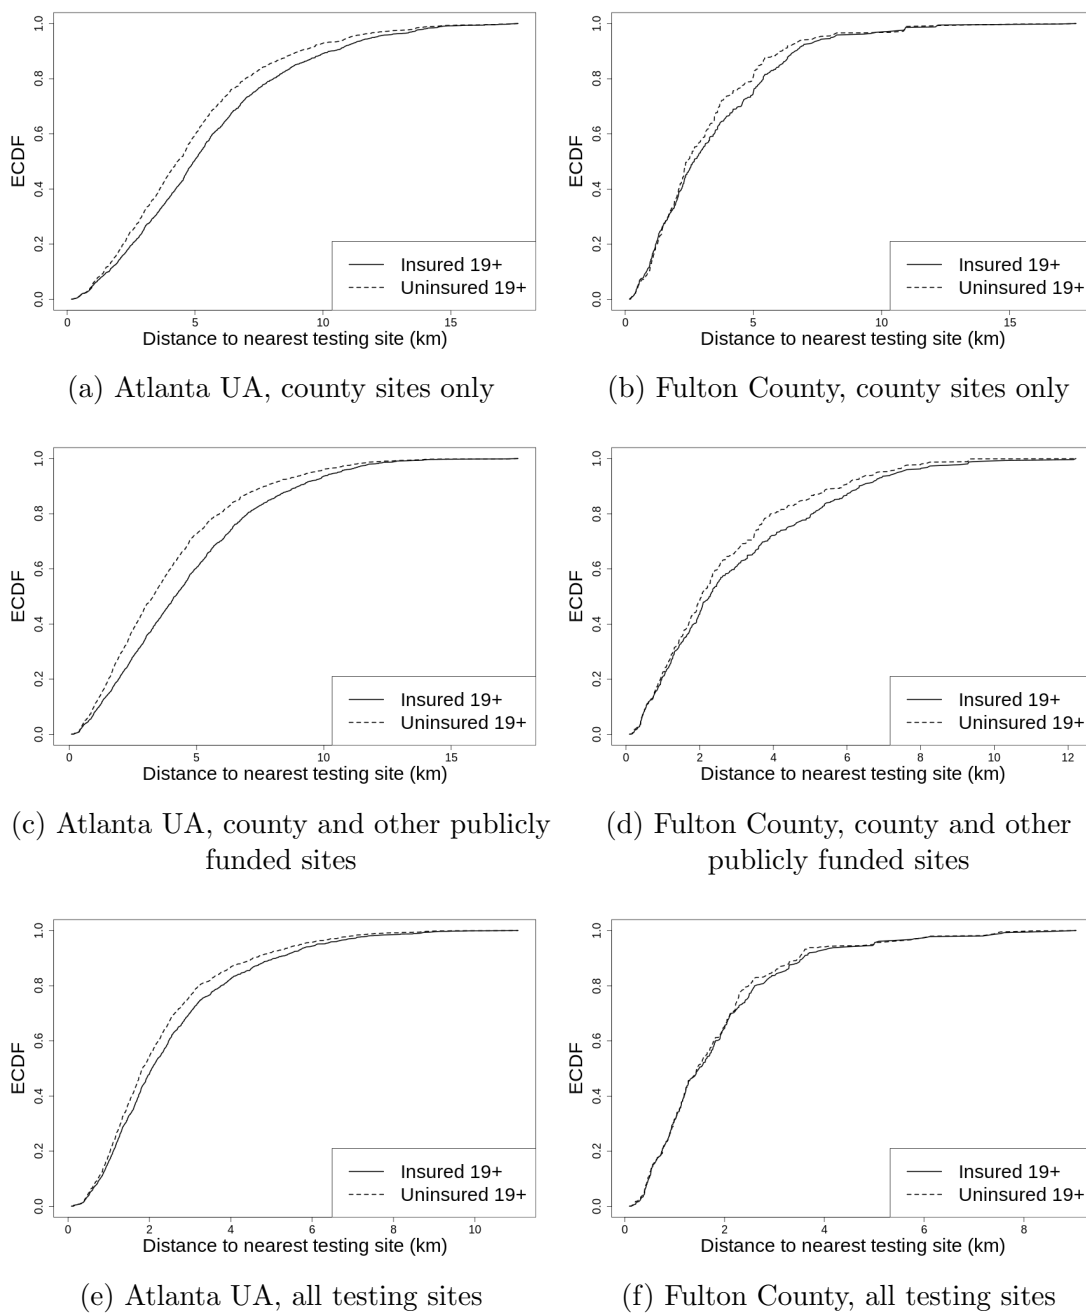 ECDF
0.0 0.2 0.4 0.6 0.8 1.0
Insured 19+
Uninsured 19+
0 5 10 15
Distance to nearest testing site (km)
(a) Atlanta UA, county sites only
ECDF
0.0 0.2 0.4 0.6 0.8 1.0
Insured 19+
Uninsured 19+
0 5 10 15
Distance to nearest testing site (km)
(b) Fulton County, county sites only
ECDF
0.0 0.2 0.4 0.6 0.8 1.0
Insured 19+
Uninsured 19+
0 5 10 15
Distance to nearest testing site (km)
(c) Atlanta UA, county and other publicly
funded sites
ECDF
0.0 0.2 0.4 0.6 0.8 1.0
Insured 19+
Uninsured 19+
0 2 4 6 8 10 12
Distance to nearest testing site (km)
(d) Fulton County, county and other
publicly funded sites
ECDF
0.0 0.2 0.4 0.6 0.8 1.0
Insured 19+
Uninsured 19+
0 2 4 6 8 10
Distance to nearest testing site (km)
(e) Atlanta UA, all testing sites
ECDF
0.0 0.2 0.4 0.6 0.8 1.0
Insured 19+
Uninsured 19+
0 2 4 6 8
Distance to nearest testing site (km)
(f) Fulton County, all testing sites